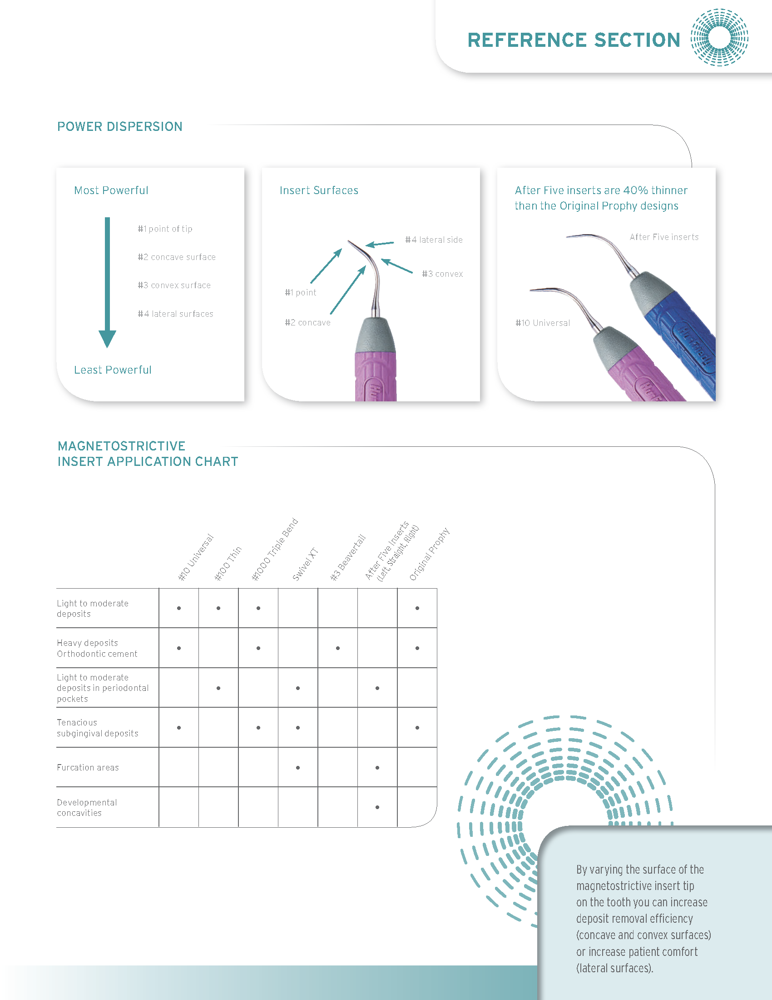 REFERENCE SECTION
POWER DISPERSION
Most Powerful
#1 point of tip
#2 concave surface
#3 convex surface
#4 lateral surfaces
Least Powerful
Insert Surfaces
#4 lateral side
#3 convex
#1 point
#2 concave
After Five inserts are 40% thinner
than the Original Prophy designs
After Five inserts
#10 Universal
Hu-Friedy
MAGNETOSTRICTIVE
INSERT APPLICATION CHART
#10 Universal
#100 Thin
#1000 Triple Bend
Swivel XT
#3 Beavertail
After Five Inserts
(Left, Straight, Right)
Original Prophy
Light to moderate
deposits
Heavy deposits
Orthodontic cement
Light to moderate
deposits in periodontal
pockets
Tenacious
subgingival deposits
Furcation areas
Developmental
concavities
By varying the surface of the
magnetostrictive insert tip
on the tooth you can increase
deposit removal efficiency
(concave and convex surfaces)
or increase patient comfort
(lateral surfaces).